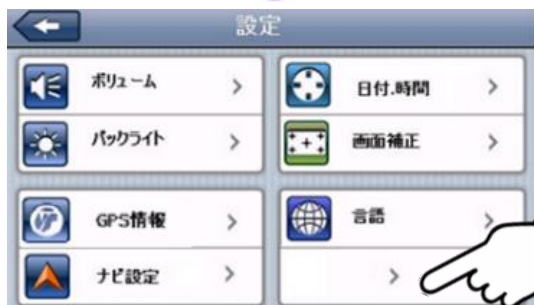 設定
ボリューム
バックライト
GPS情報
ナビ設定
日付.時間
画面補正
言語